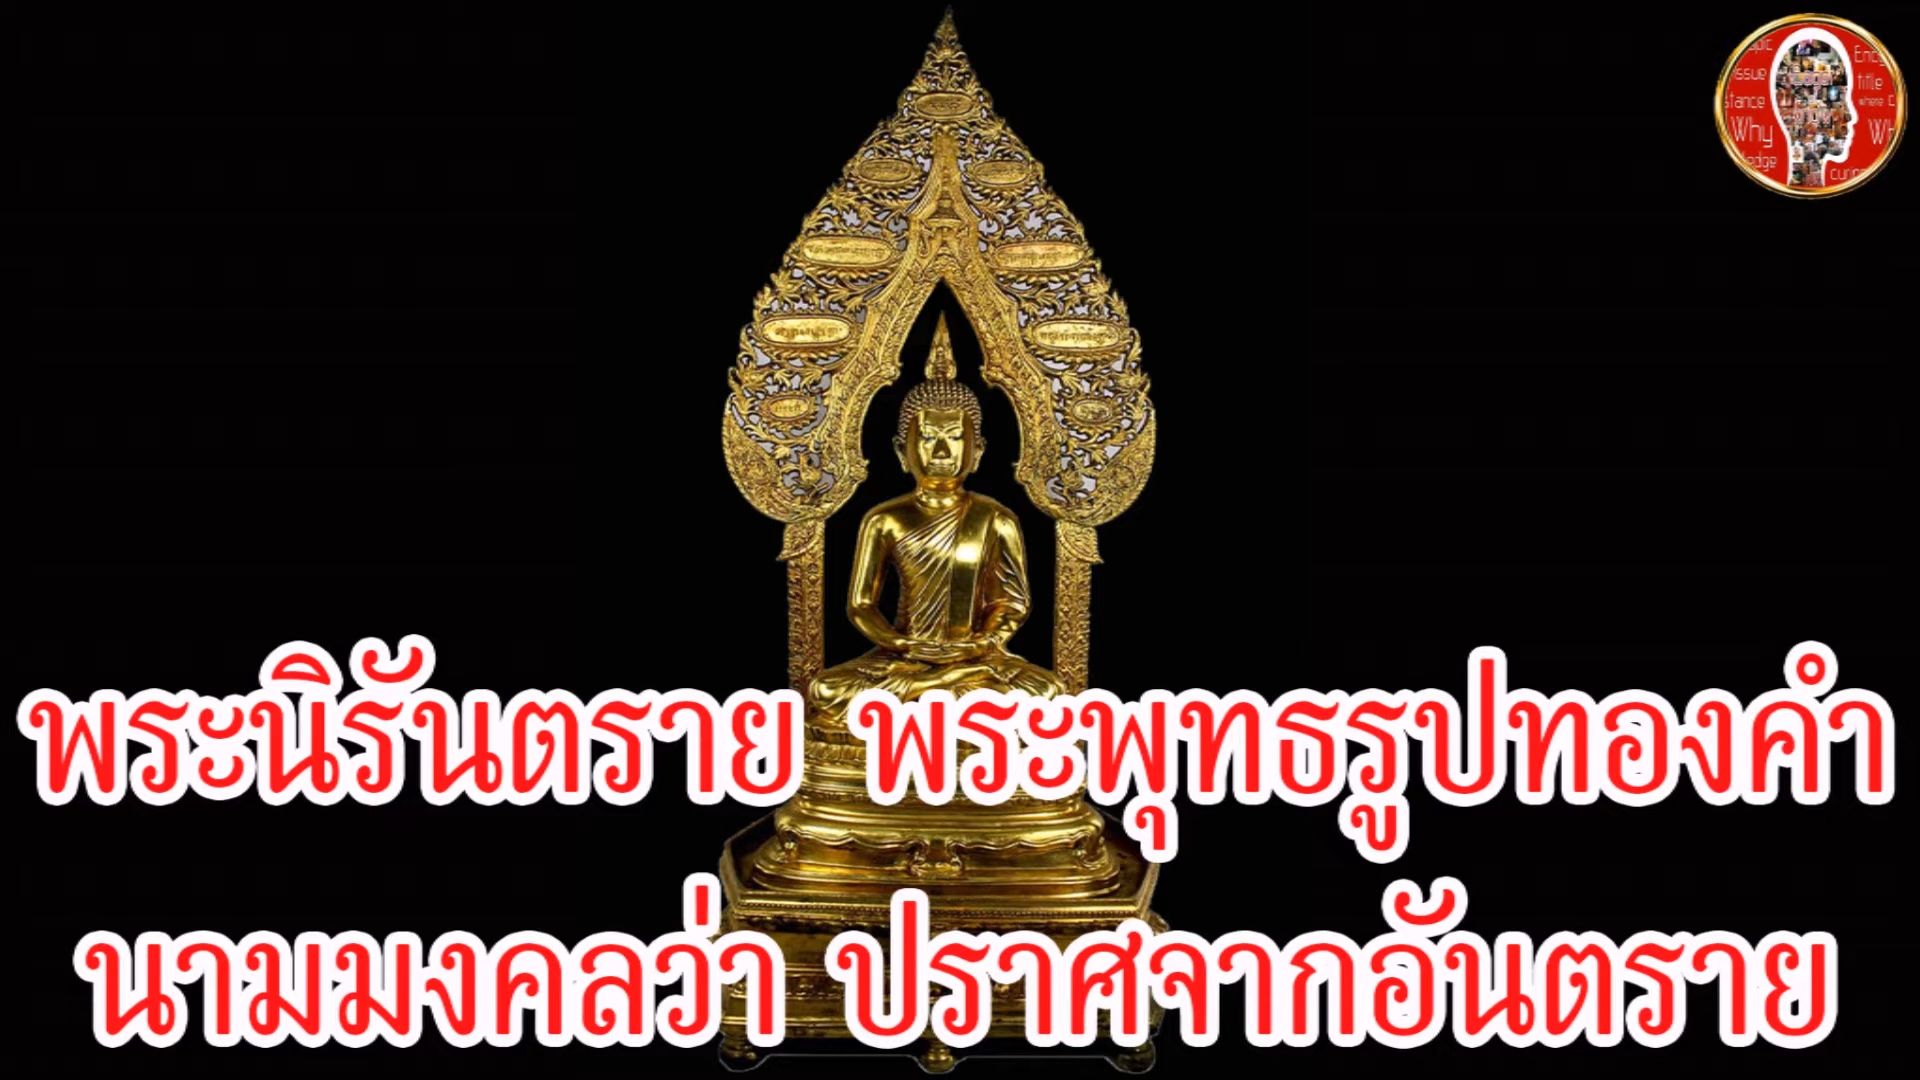 พระนิรันตราย พระพุทธรูปทองคำ
นามมงคลว่า ปราศจากอันตราย
Why
title